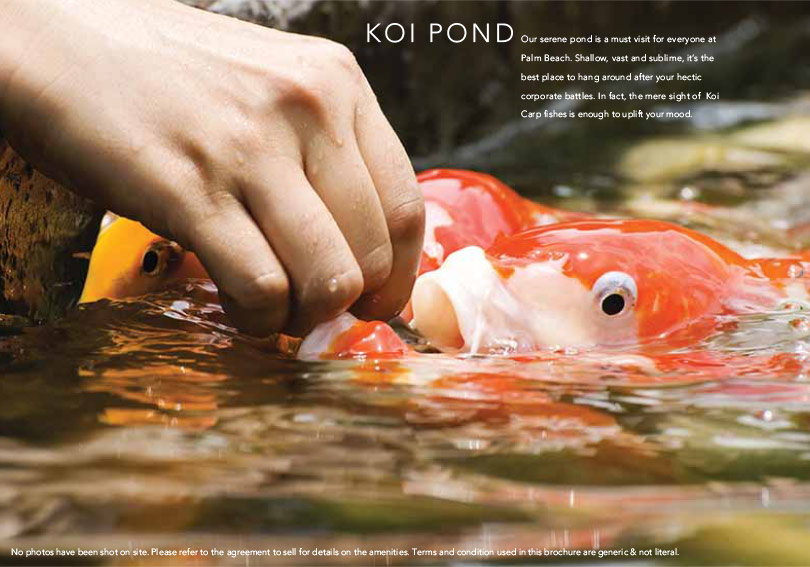 KOI POND
Our serene pond is a must visit for everyone at
Palm Beach. Shallow, vast and sublime, it's the
best place to hang around after your hectic
corporate battles. In fact, the mere sight of Koi
Carp fishes is enough to uplift your mood.
No photos have been shot on site. Please refer to the agreement to sell for details on the amenities. Terms and condition used in this brochure are generic & not literal.